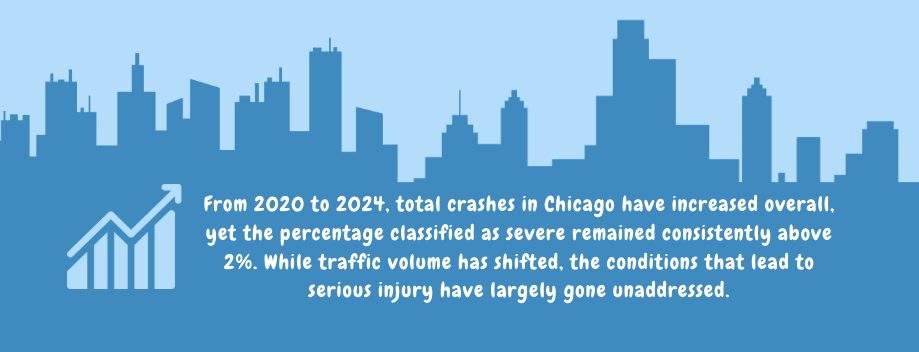 From 2020 to 2024, total crashes in Chicago have increased overall,
yet the percentage classified as severe remained consistently above
2%. While traffic volume has shifted, the conditions that lead to
serious injury have largely gone unaddressed.